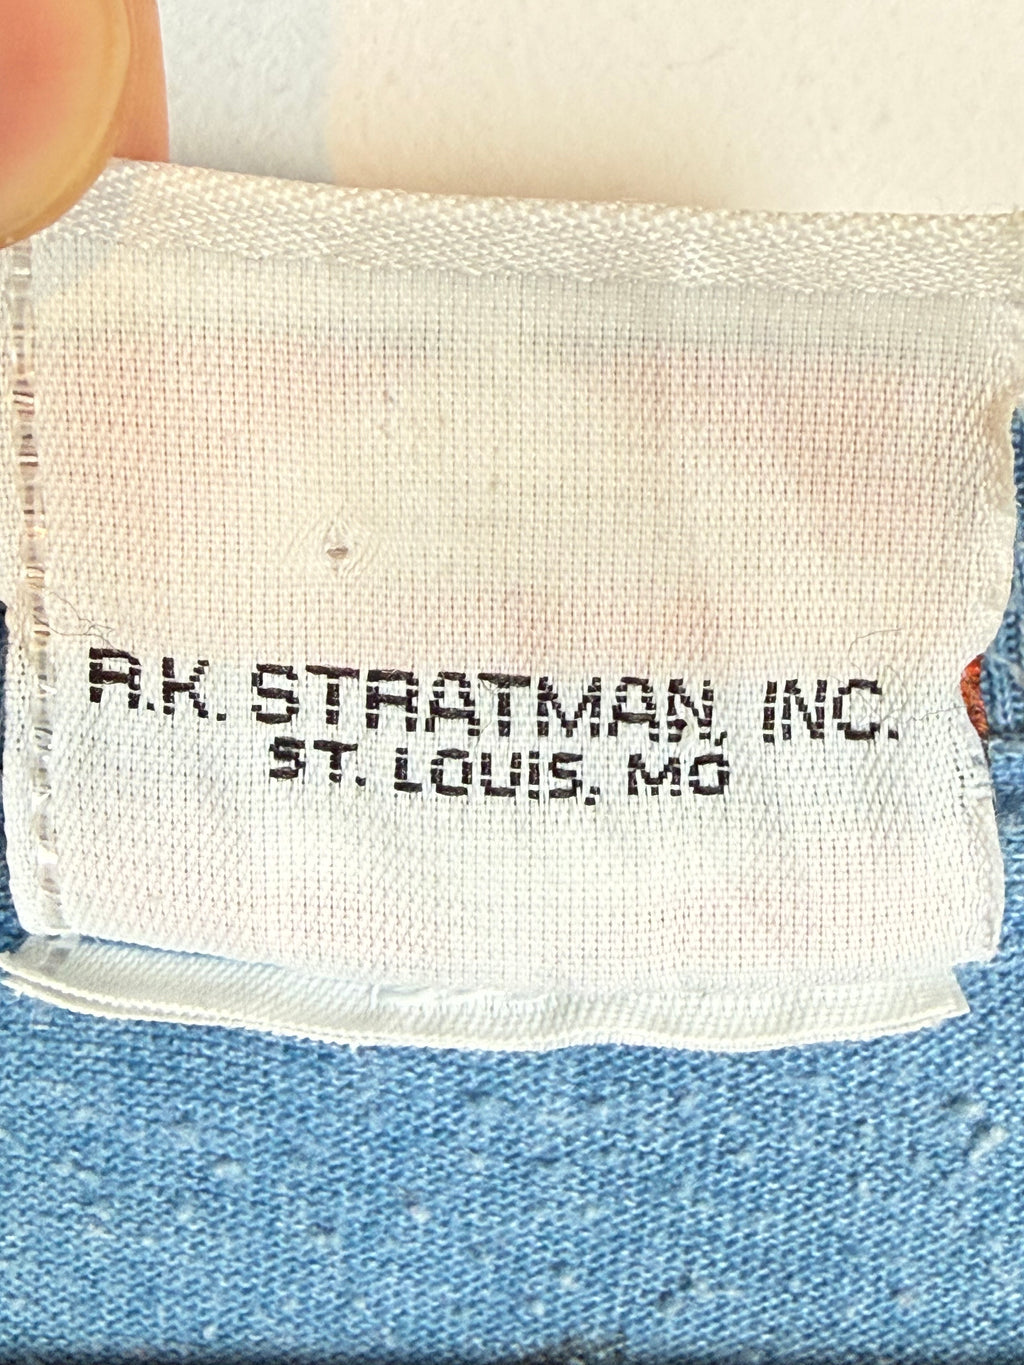 R.K. STRATMAN, INC.
ST. LOUIS, MO